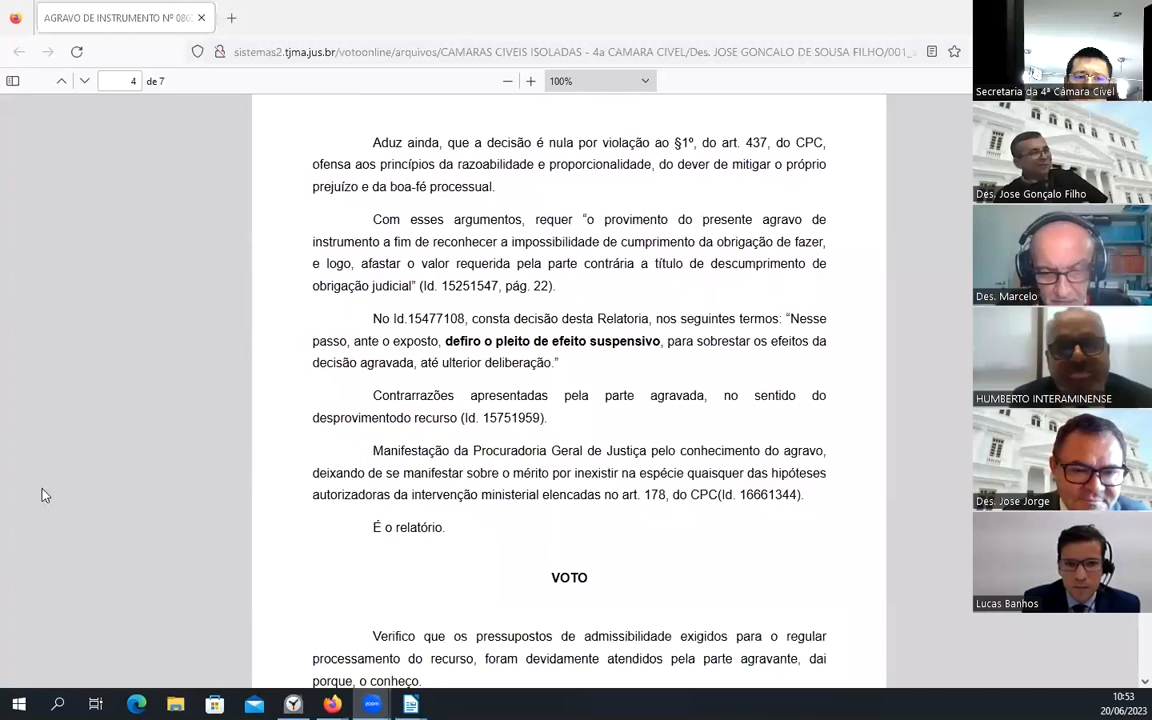 AGRAVO DE INSTRUMENTO Nº 080
sistemas2.tjma.jus.br/votoonline/arquivos/CAMARAS CIVEIS ISOLADAS - 4a CAMARA CIVEL/Des. JOSE GONCALO DE SOUSA FILHO/001_
4
de 7
100%
Aduz ainda, que a decisão é nula por violação ao §1º, do art. 437, do CPC,
ofensa aos princípios da razoabilidade e proporcionalidade, do dever de mitigar o próprio
prejuízo e da boa-fé processual.
Com esses argumentos, requer “o provimento do presente agravo de
instrumento a fim de reconhecer a impossibilidade de cumprimento da obrigação de fazer,
e logo, afastar o valor requerida pela parte contrária a título de descumprimento de
obrigação judicial” (Id. 15251547, pág. 22).
No Id.15477108, consta decisão desta Relatoria, nos seguintes termos: “Nesse
passo, ante o exposto, defiro o pleito de efeito suspensivo, para sobrestar os efeitos da
decisão agravada, até ulterior deliberação.”
Contrarrazões apresentadas pela parte agravada, no sentido do
desprovimentodo recurso (Id. 15751959).
Manifestação da Procuradoria Geral de Justiça pelo conhecimento do agravo,
deixando de se manifestar sobre o mérito por inexistir na espécie quaisquer das hipóteses
autorizadoras da intervenção ministerial elencadas no art. 178, do CPC(Id. 16661344).
É o relatório.
VOTO
Verifico que os pressupostos de admissibilidade exigidos para o regular
processamento do recurso, foram devidamente atendidos pela parte agravante, dai
porque, o conheço.
Secretaria da 4ª Câmara Cível
Des. Jose Gonçalo Filho
Des. Marcelo
HUMBERTO INTERAMINENSE
Des. Jose Jorge
Lucas Banhos
10:53
20/06/2023